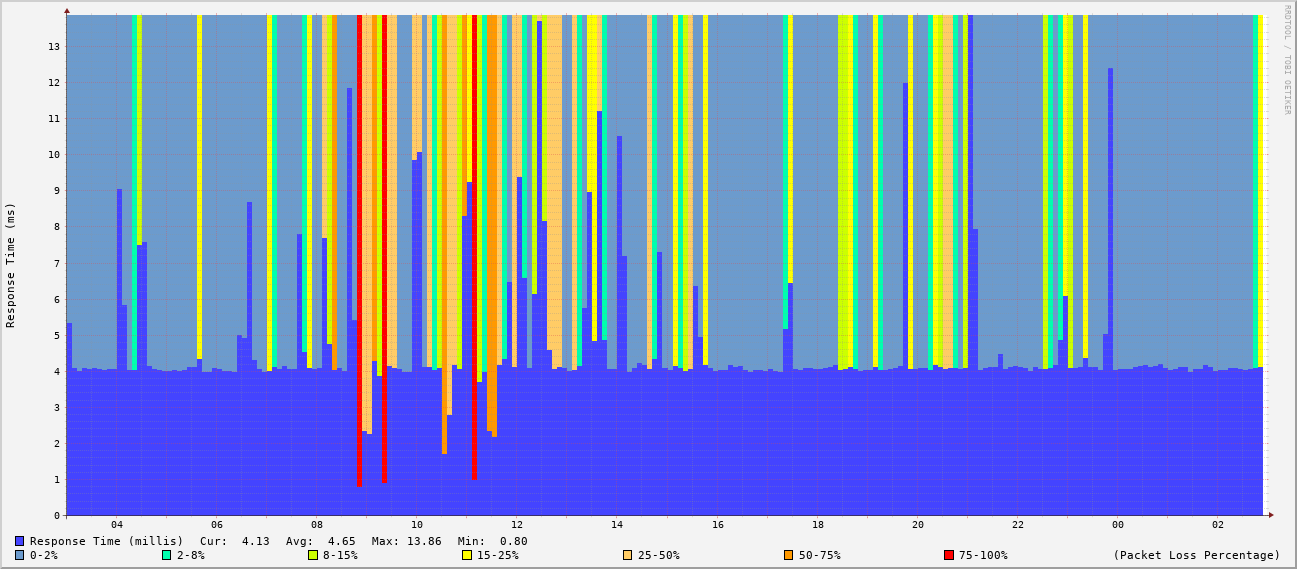 RRDTOOL / TOBI OETIKER
Response Time (ms)
13
12
11
10
9
8
7
6
5
4
3
2
1
0
04 06 08 10 12 14 16 18 20 22 00 02
Response Time (millis) Cur: 4.13 Avg: 4.65 Max: 13.86 Min: 0.80
0-2% 2-8% 8-15% 15-25% 25-50% 50-75% 75-100% (Packet Loss Percentage)